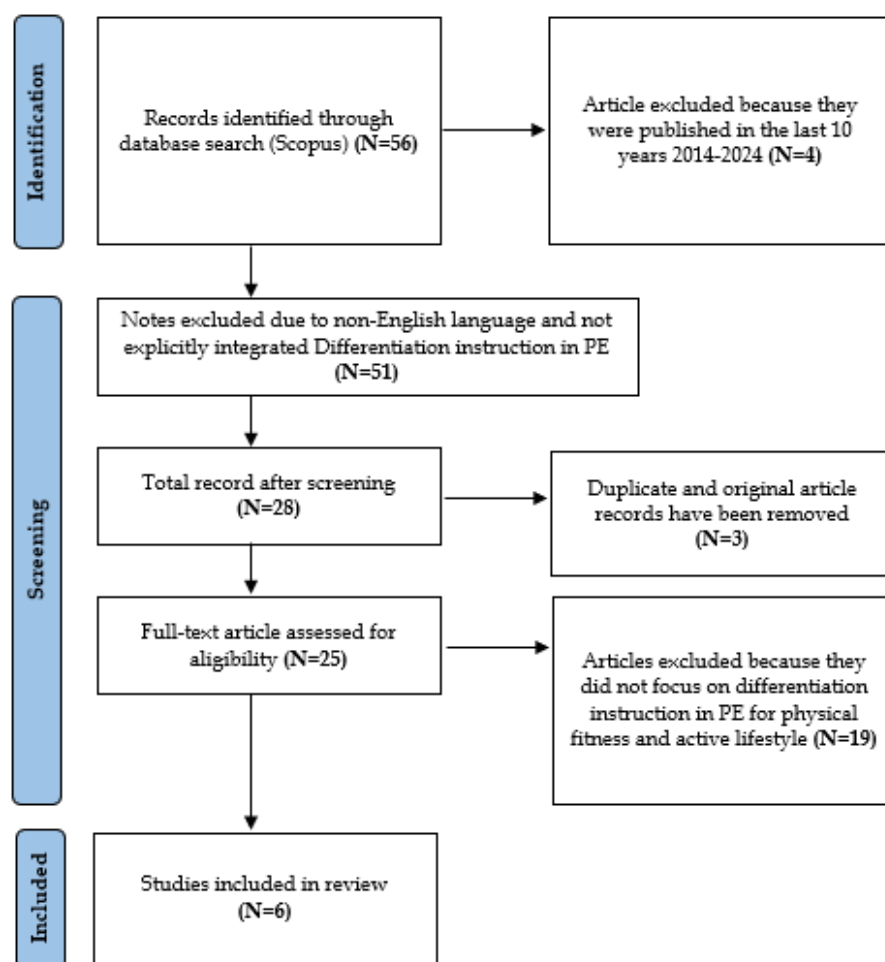 Identification
Records identified through
database search (Scopus) (N=56)
Article excluded because they
were published in the last 10
years 2014-2024 (N=4)
Screening
Notes excluded due to non-English language and not
explicitly integrated Differentiation instruction in PE
(N=51)
Total record after screening
(N=28)
Duplicate and original article
records have been removed
(N=3)
Full-text article assessed for
aligibility (N=25)
Articles excluded because they
did not focus on differentiation
instruction in PE for physical
fitness and active lifestyle (N=19)
Included
Studies included in review
(N=6)